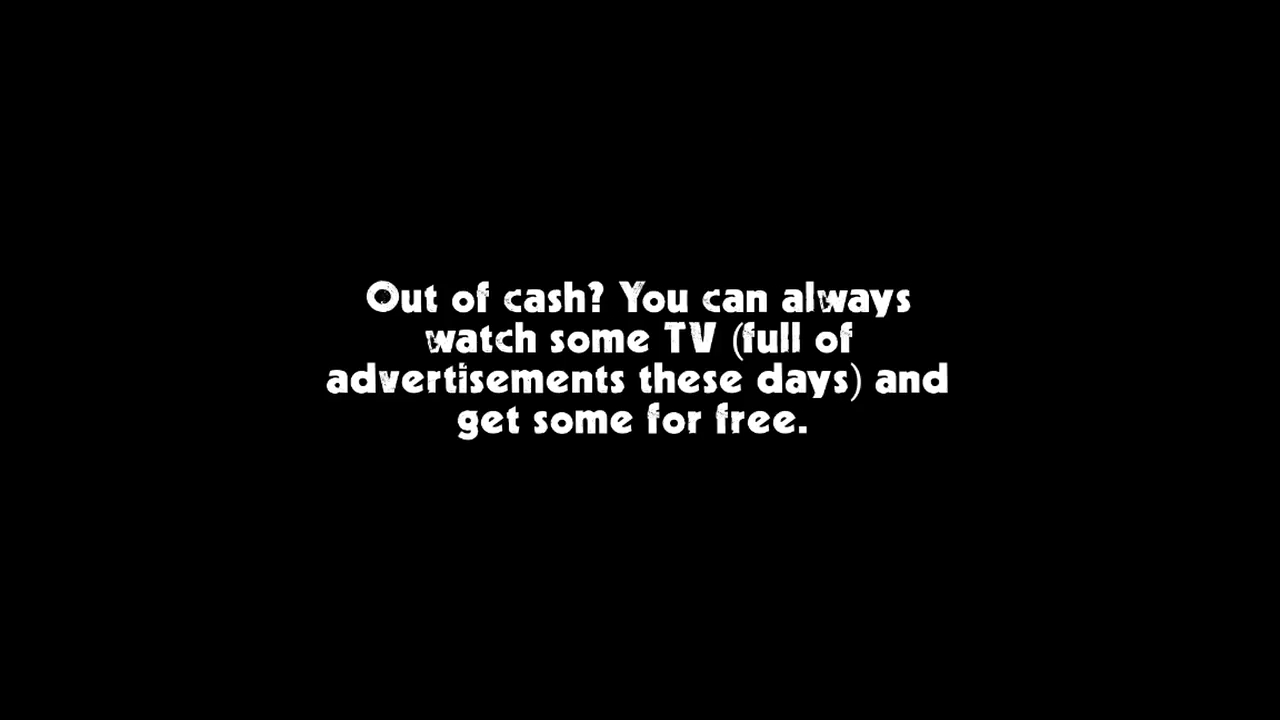 Out of cash? You can always
watch some TV (full of
advertisements these days) and
get some for free.